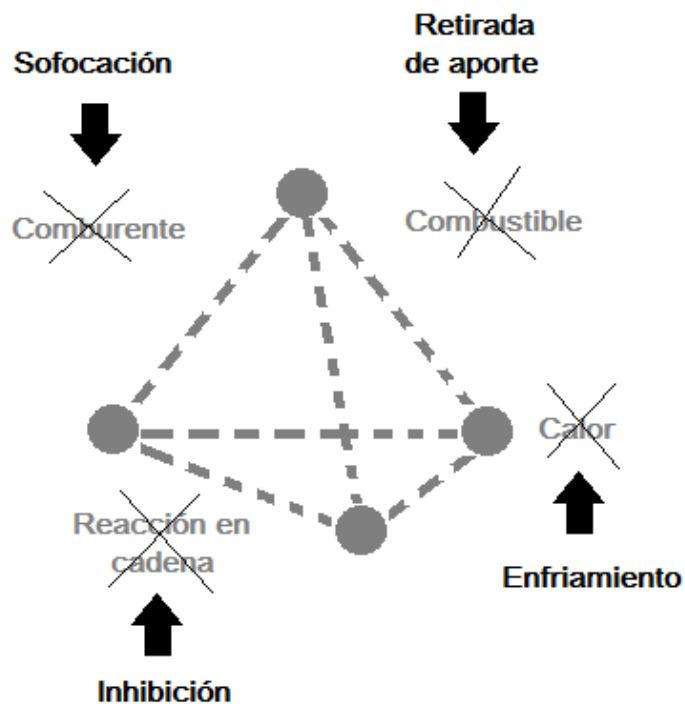 Sofocación
Retirada
de aporte
Comburente
Combustible
Calor
Reacción en
cadena
Enfriamiento
Inhibición